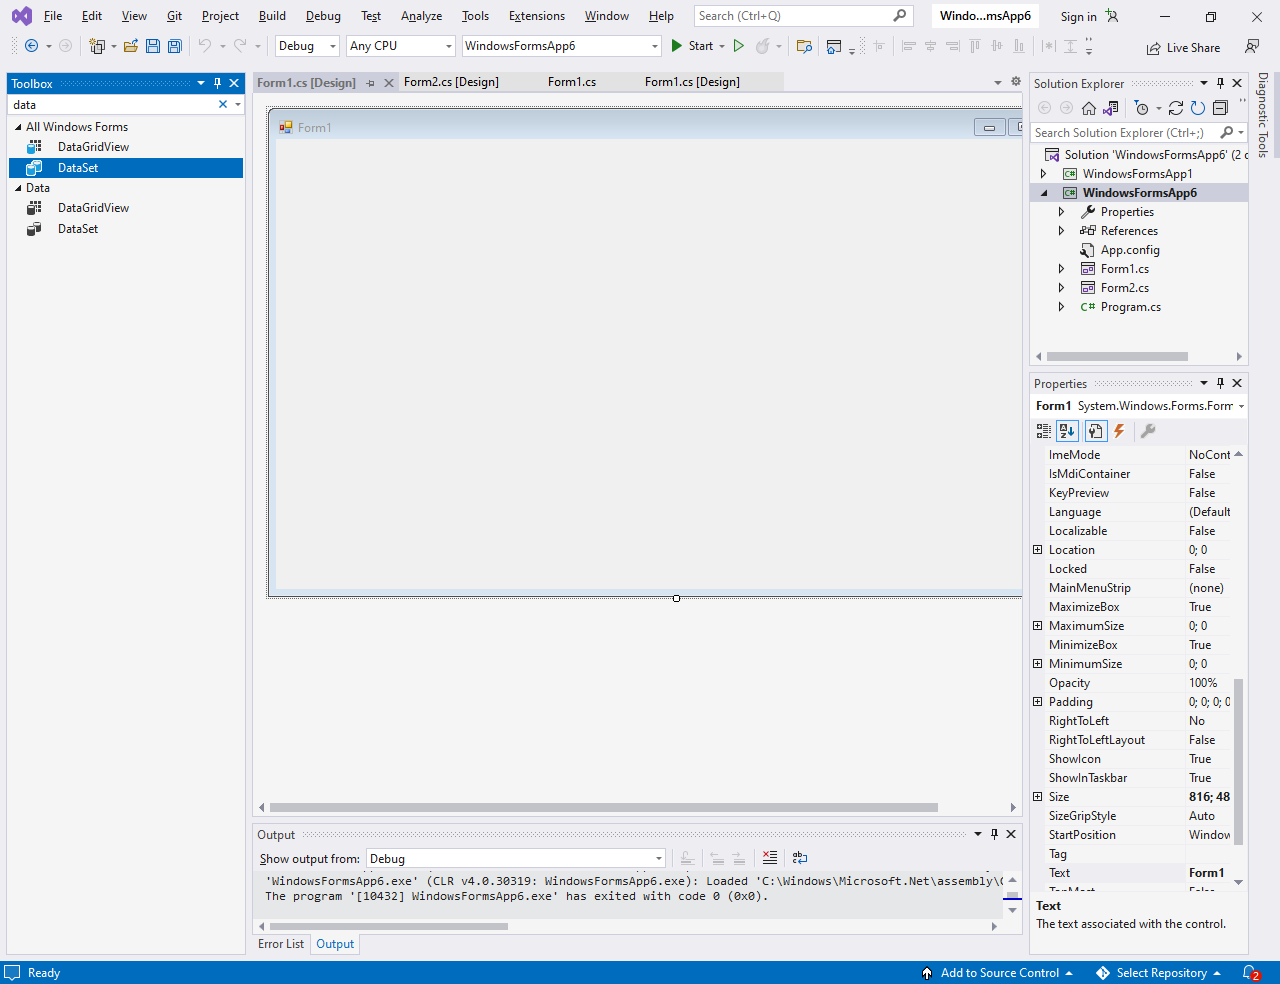 File Edit View Git Project Build Debug Test Analyze Tools Extensions Window Help Search (Ctrl+Q) Windo...msApp6 Sign in
Debug Any CPU WindowsFormsApp6 Start Live Share
Toolbox
data
All Windows Forms
DataGridView
DataSet
Data
DataGridView
DataSet
Form1.cs [Design] Form2.cs [Design] Form1.cs Form1.cs [Design]
Form1
Output
Show output from: Debug
'WindowsFormsApp6.exe' (CLR v4.0.30319: WindowsFormsApp6.exe): Loaded 'C:\Windows\Microsoft.Net\assembly\
The program '[10432] WindowsFormsApp6.exe' has exited with code 0 (0x0).
Error List Output
Solution Explorer
Search Solution Explorer (Ctrl+;)
Solution 'WindowsFormsApp6' (2
WindowsFormsApp1
WindowsFormsApp6
Properties
References
App.config
Form1.cs
Form2.cs
Program.cs
Properties
Form1 System.Windows.Forms.Form
ImeMode NoCont
IsMdiContainer False
KeyPreview False
Language (Default
Localizable False
Location 0; 0
Locked False
MainMenuStrip (none)
MaximizeBox True
MaximumSize 0; 0
MinimizeBox True
MinimumSize 0; 0
Opacity 100%
Padding 0; 0; 0; 0
RightToLeft No
RightToLeftLayout False
ShowIcon True
ShowInTaskbar True
Size 816; 48
SizeGripStyle Auto
StartPosition Window
Tag
Text Form1
Text
The text associated with the control.
Diagnostic Tools
Ready Add to Source Control Select Repository 2